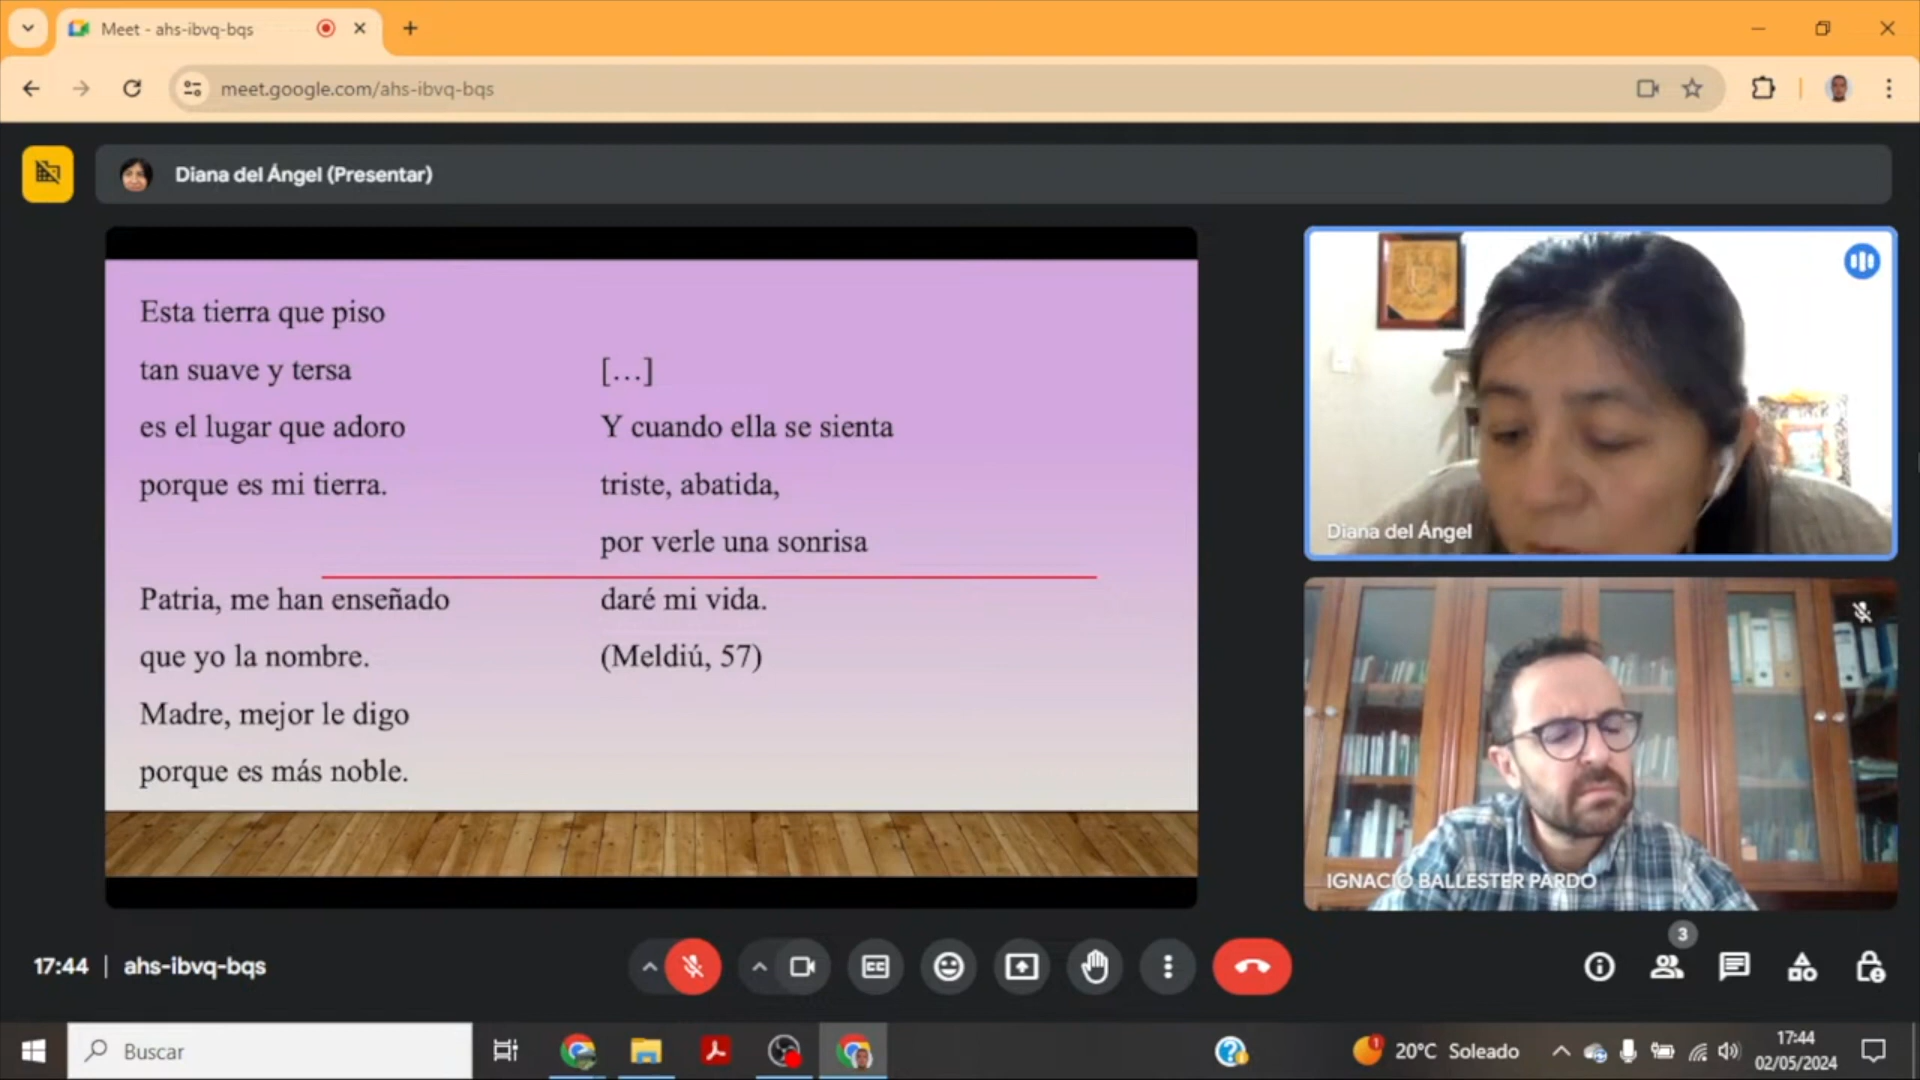 Meet - ahs-ibvq-bqs
meet.google.com/ahs-ibvq-bqs
Diana del Ángel (Presentar)
Esta tierra que piso
tan suave y tersa
es el lugar que adoro
porque es mi tierra.
Patria, me han enseñado
que yo la nombre.
Madre, mejor le digo
porque es más noble.
[…]
Y cuando ella se sienta
triste, abatida,
por verle una sonrisa
daré mi vida.
(Meldiú, 57)
Diana del Ángel
IGNACIO BALLESTER PARDO
17:44 | ahs-ibvq-bqs
3
Buscar
1
20°C Soleado
17:44
02/05/2024